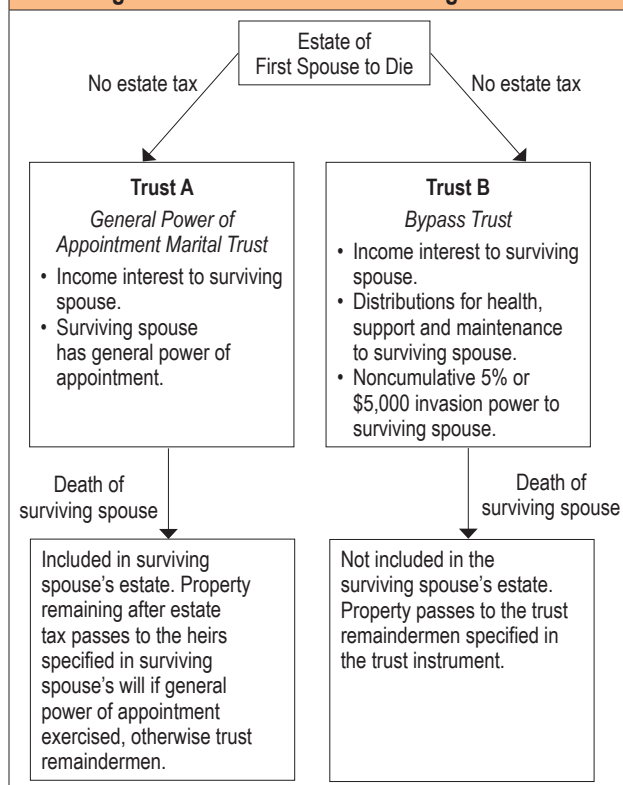 Estate of
First Spouse to Die
No estate tax
No estate tax
Trust A
General Power of
Appointment Marital Trust
• Income interest to surviving
spouse.
• Surviving spouse
has general power of
appointment.
Trust B
Bypass Trust
• Income interest to surviving
spouse.
• Distributions for health,
support and maintenance
to surviving spouse.
• Noncumulative 5% or
$5,000 invasion power to
surviving spouse.
Death of
surviving spouse
Death of
surviving spouse
Included in surviving
spouse's estate. Property
remaining after estate
tax passes to the heirs
specified in surviving
spouse's will if general
power of appointment
exercised, otherwise trust
remaindermen.
Not included in the
surviving spouse's estate.
Property passes to the trust
remaindermen specified in
the trust instrument.